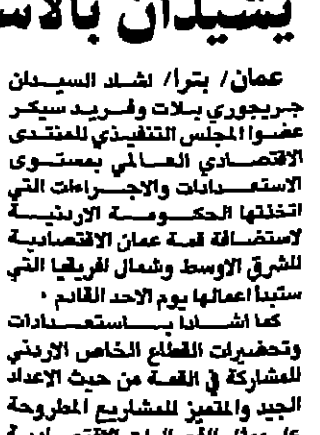 يشيدان بالاس
عمان/ بترا/ اشاد السيدان
جريجوري بلات وفريد سيكر
عضوا المجلس التنفيذي للمنتدى
الاقتصادي العالمي بمستوى
الاستعدادات والاجراءات التي
اتخذتها الحكومة الاردنية
لاستضافة قمة عمان الاقتصادية
للشرق الاوسط وشمال افريقيا التي
ستبدأ اعمالها يوم الاحد القادم .
كما اشادا باستعدادات
وتحضيرات القطاع الخاص الاردني
للمشاركة في القمة من حيث الاعداد
الجيد والمتميز للمشاريع المطروحة